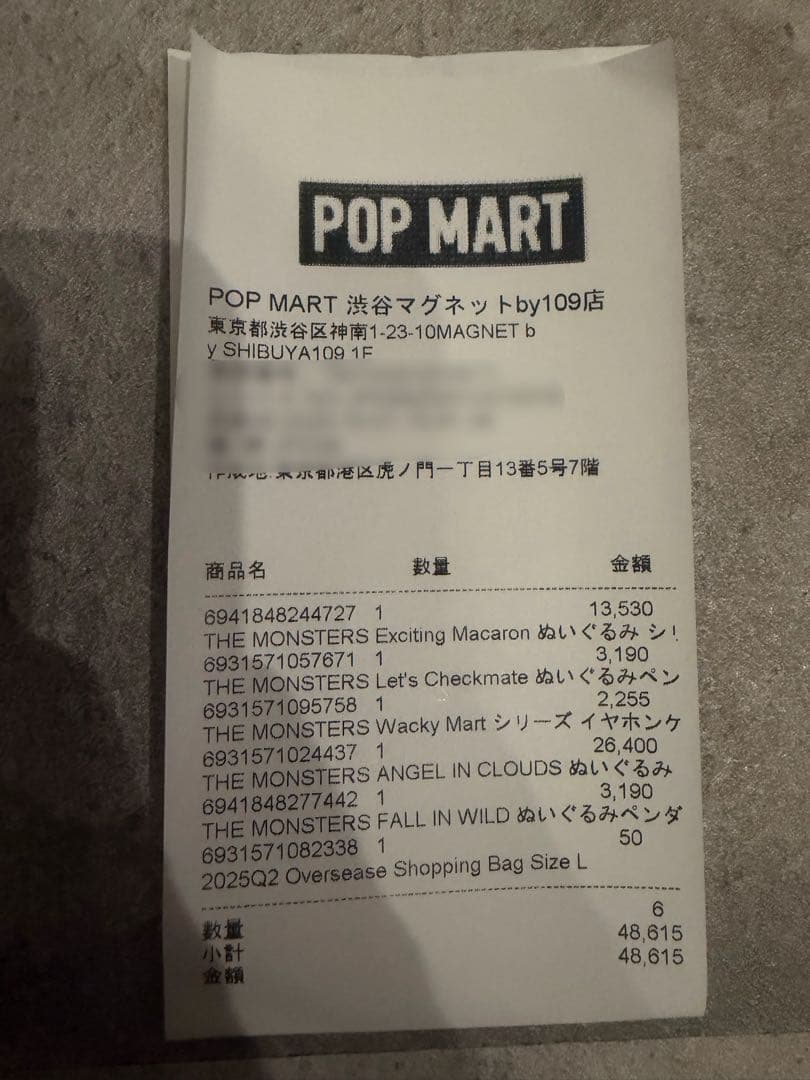 POP MART
POP MART 渋谷マグネットby109店
東京都渋谷区神南1-23-10MAGNET b
y SHIBUYA109 1F
作成地:東京都港区虎ノ門一丁目13番5号7階
商品名 数量 金額
6941848244727 1 13,530
THE MONSTERS Exciting Macaron ぬいぐるみ シリ
6931571057671 1 3,190
THE MONSTERS Let's Checkmate ぬいぐるみペン
6931571095758 1 2,255
THE MONSTERS Wacky Mart シリーズ イヤホンケ
6931571024437 1 26,400
THE MONSTERS ANGEL IN CLOUDS ぬいぐるみ
6941848277442 1 3,190
THE MONSTERS FALL IN WILD ぬいぐるみペンダ
6931571082338 1 50
2025Q2 Oversease Shopping Bag Size L
数量 6
小計 48,615
金額 48,615